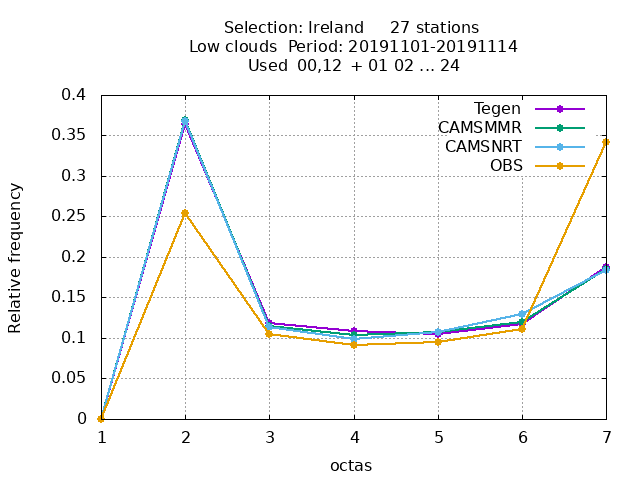 Selection: Ireland     27 stations
Low clouds  Period: 20191101-20191114
Used  00,12  + 01 02 ... 24
Tegen
CAMSMMR
CAMSNRT
OBS
0.4
0.35
0.3
0.25
0.2
0.15
0.1
0.05
0
Relative frequency
1 2 3 4 5 6 7
octas